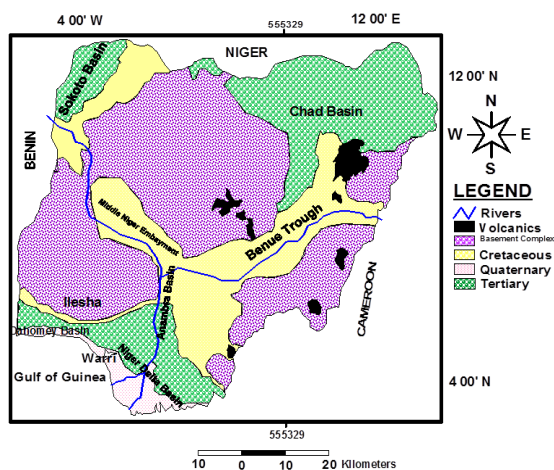 4 00' W
555329
12 00' E
NIGER
Sokoto Basin
Chad Basin
12 00' N
BENIN
N
W
E
S
LEGEND
Rivers
Volcanics
Basement Complex
Cretaceous
Quaternary
Tertiary
Middle Niger Embayment
Benue Trough
Anambra Basin
Ilesha
CAMEROON
Dahomey Basin
Warri
Niger Delta Basin
Gulf of Guinea
4 00' N
555329
10 0 10 20 Kilometers